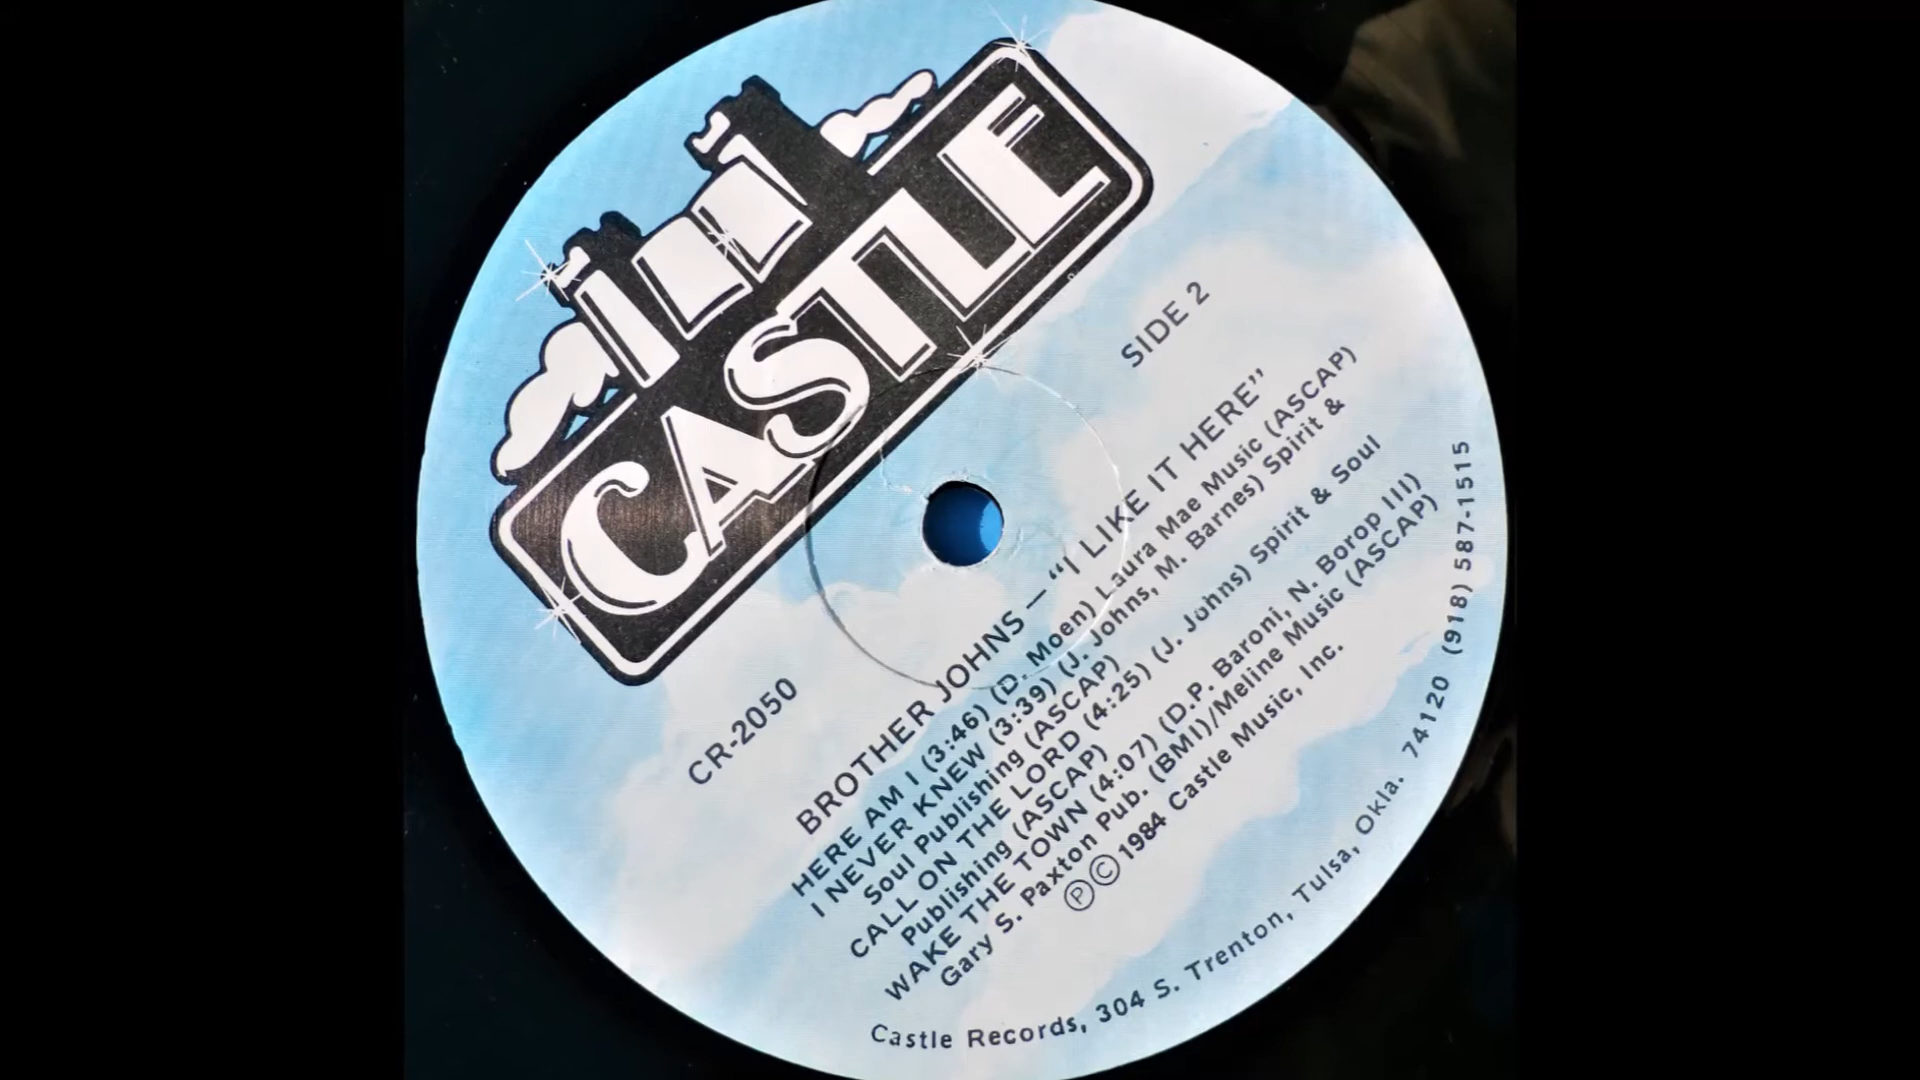 CASTLE
SIDE 2
CR-2050
BROTHER JOHNS — “I LIKE IT HERE”
HERE AM I (3:46) (D. Moen) Laura Mae Music (ASCAP)
I NEVER KNEW (3:39) (J. Johns, M. Barnes) Spirit &
Soul Publishing (ASCAP)
CALL ON THE LORD (4:25) (J. Johns) Spirit & Soul
Publishing (ASCAP)
WAKE THE TOWN (4:07) (D.P. Baroni, N. Borop III)
Gary S. Paxton Pub. (BMI)/Meline Music (ASCAP)
Ⓟ Ⓒ 1984 Castle Music, Inc.
Castle Records, 304 S. Trenton, Tulsa, Okla. 74120 (918) 587-1515